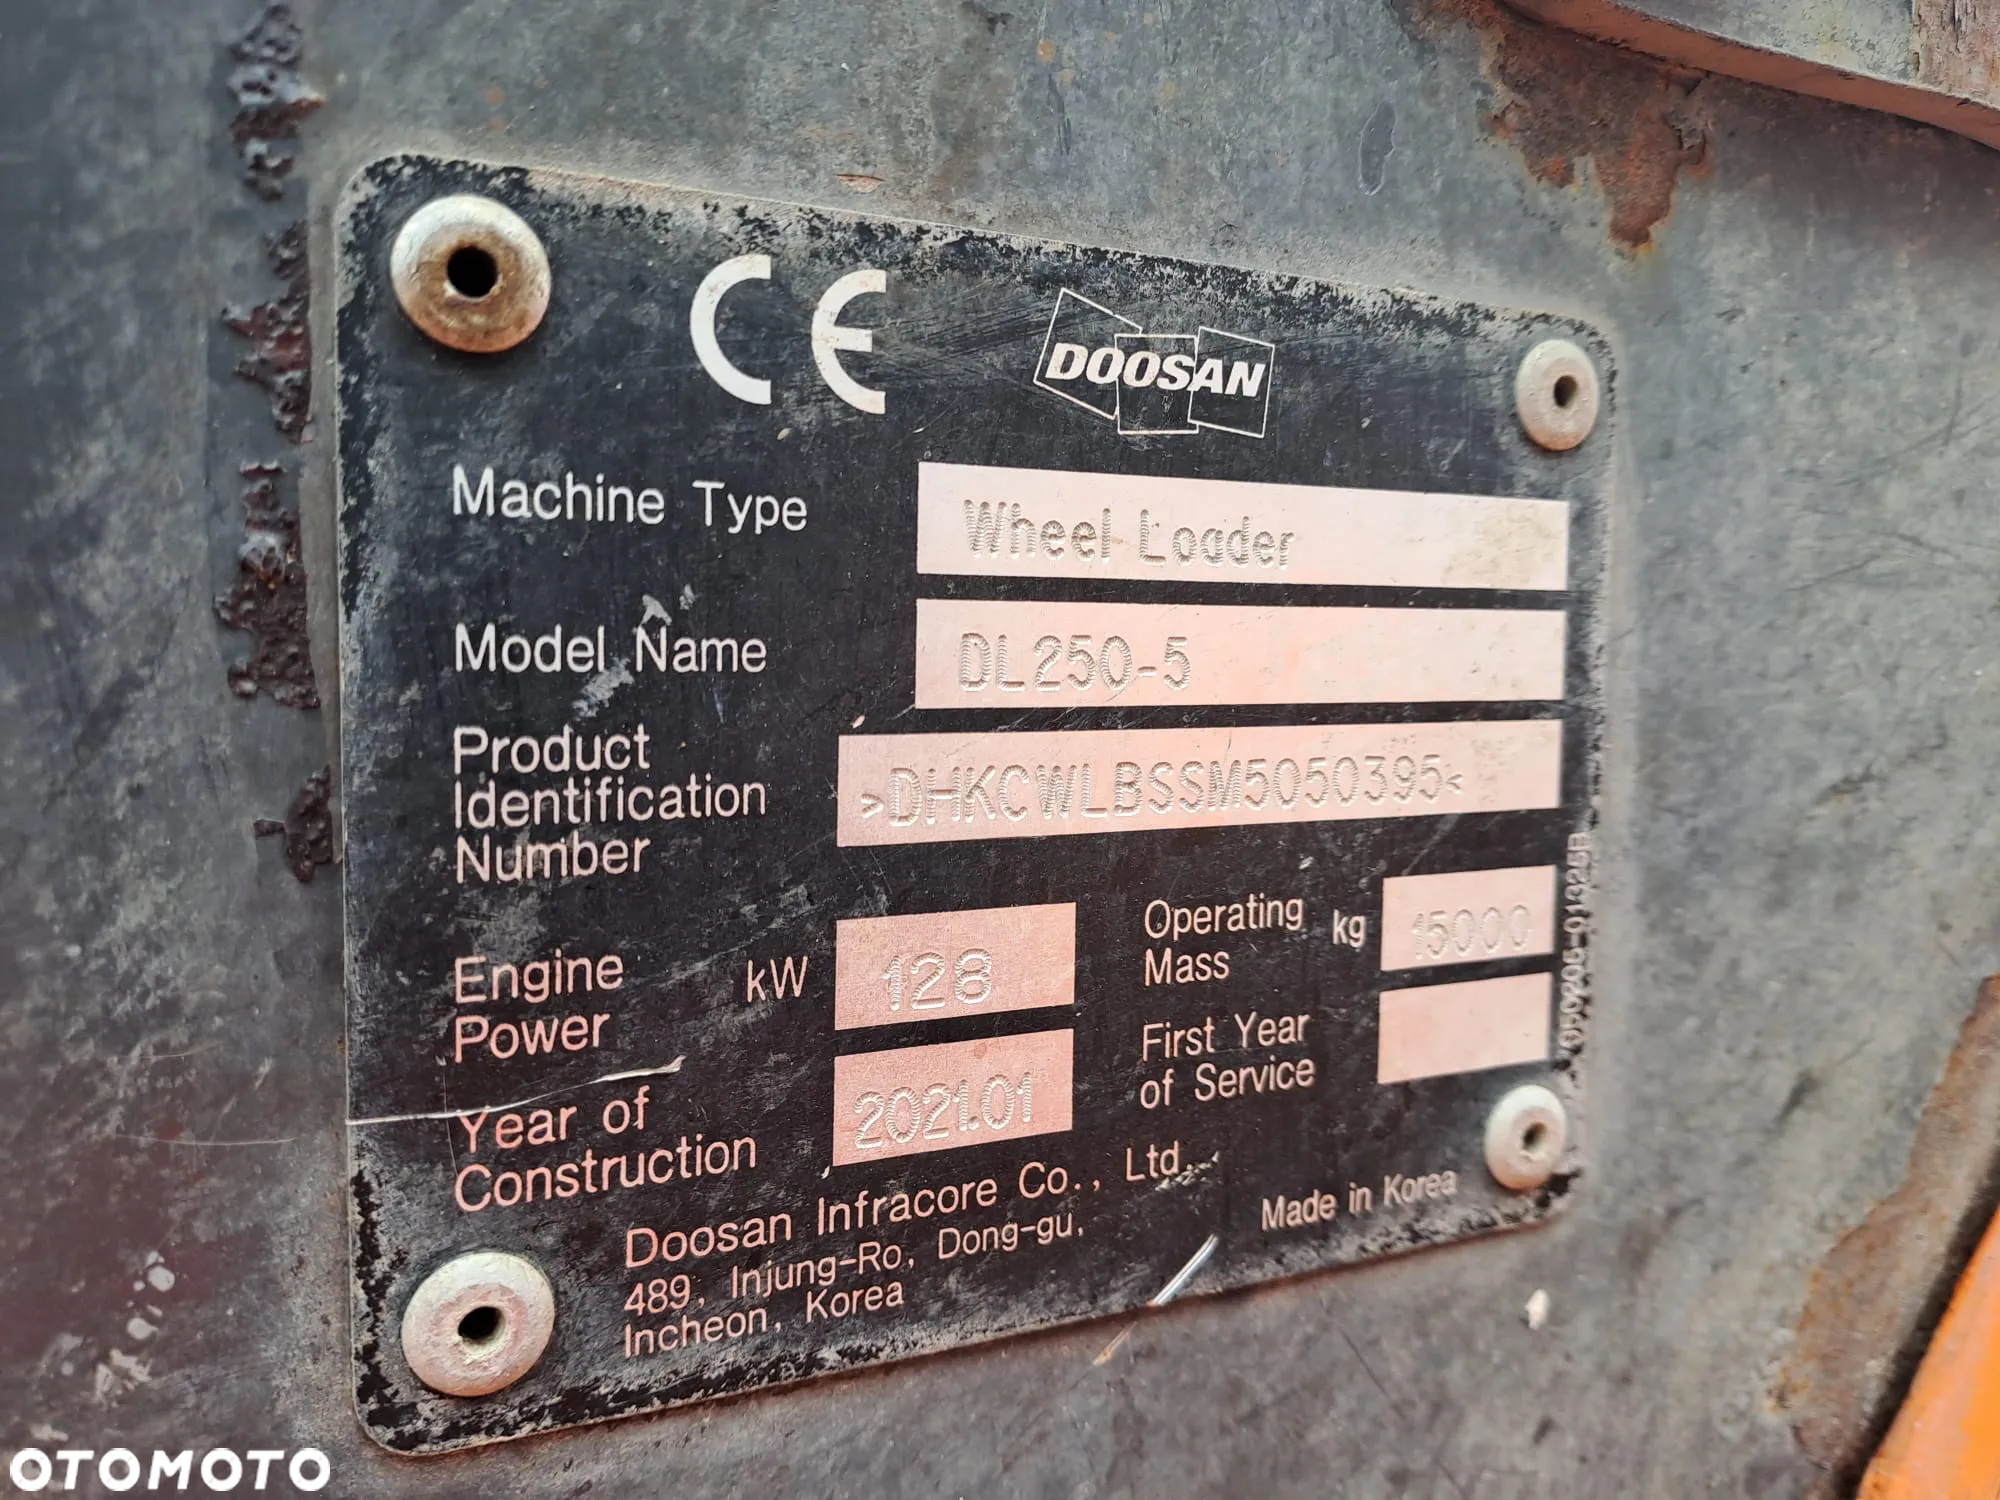 CE
DOOSAN
Machine Type Wheel Loader
Model Name DL250-5
Product
Identification
Number
>DHKCWLBSSM5050395<
Engine
Power
kW 128
Operating
Mass
kg 15000
Year of
Construction
2021.01
First Year
of Service
Doosan Infracore Co., Ltd.
489, Injung-Ro, Dong-gu,
Incheon, Korea
Made in Korea
OTOMOTO